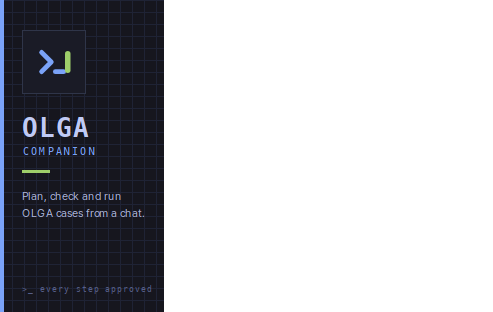 OLGA
COMPANION
Plan, check and run
OLGA cases from a chat.
>_ every step approved